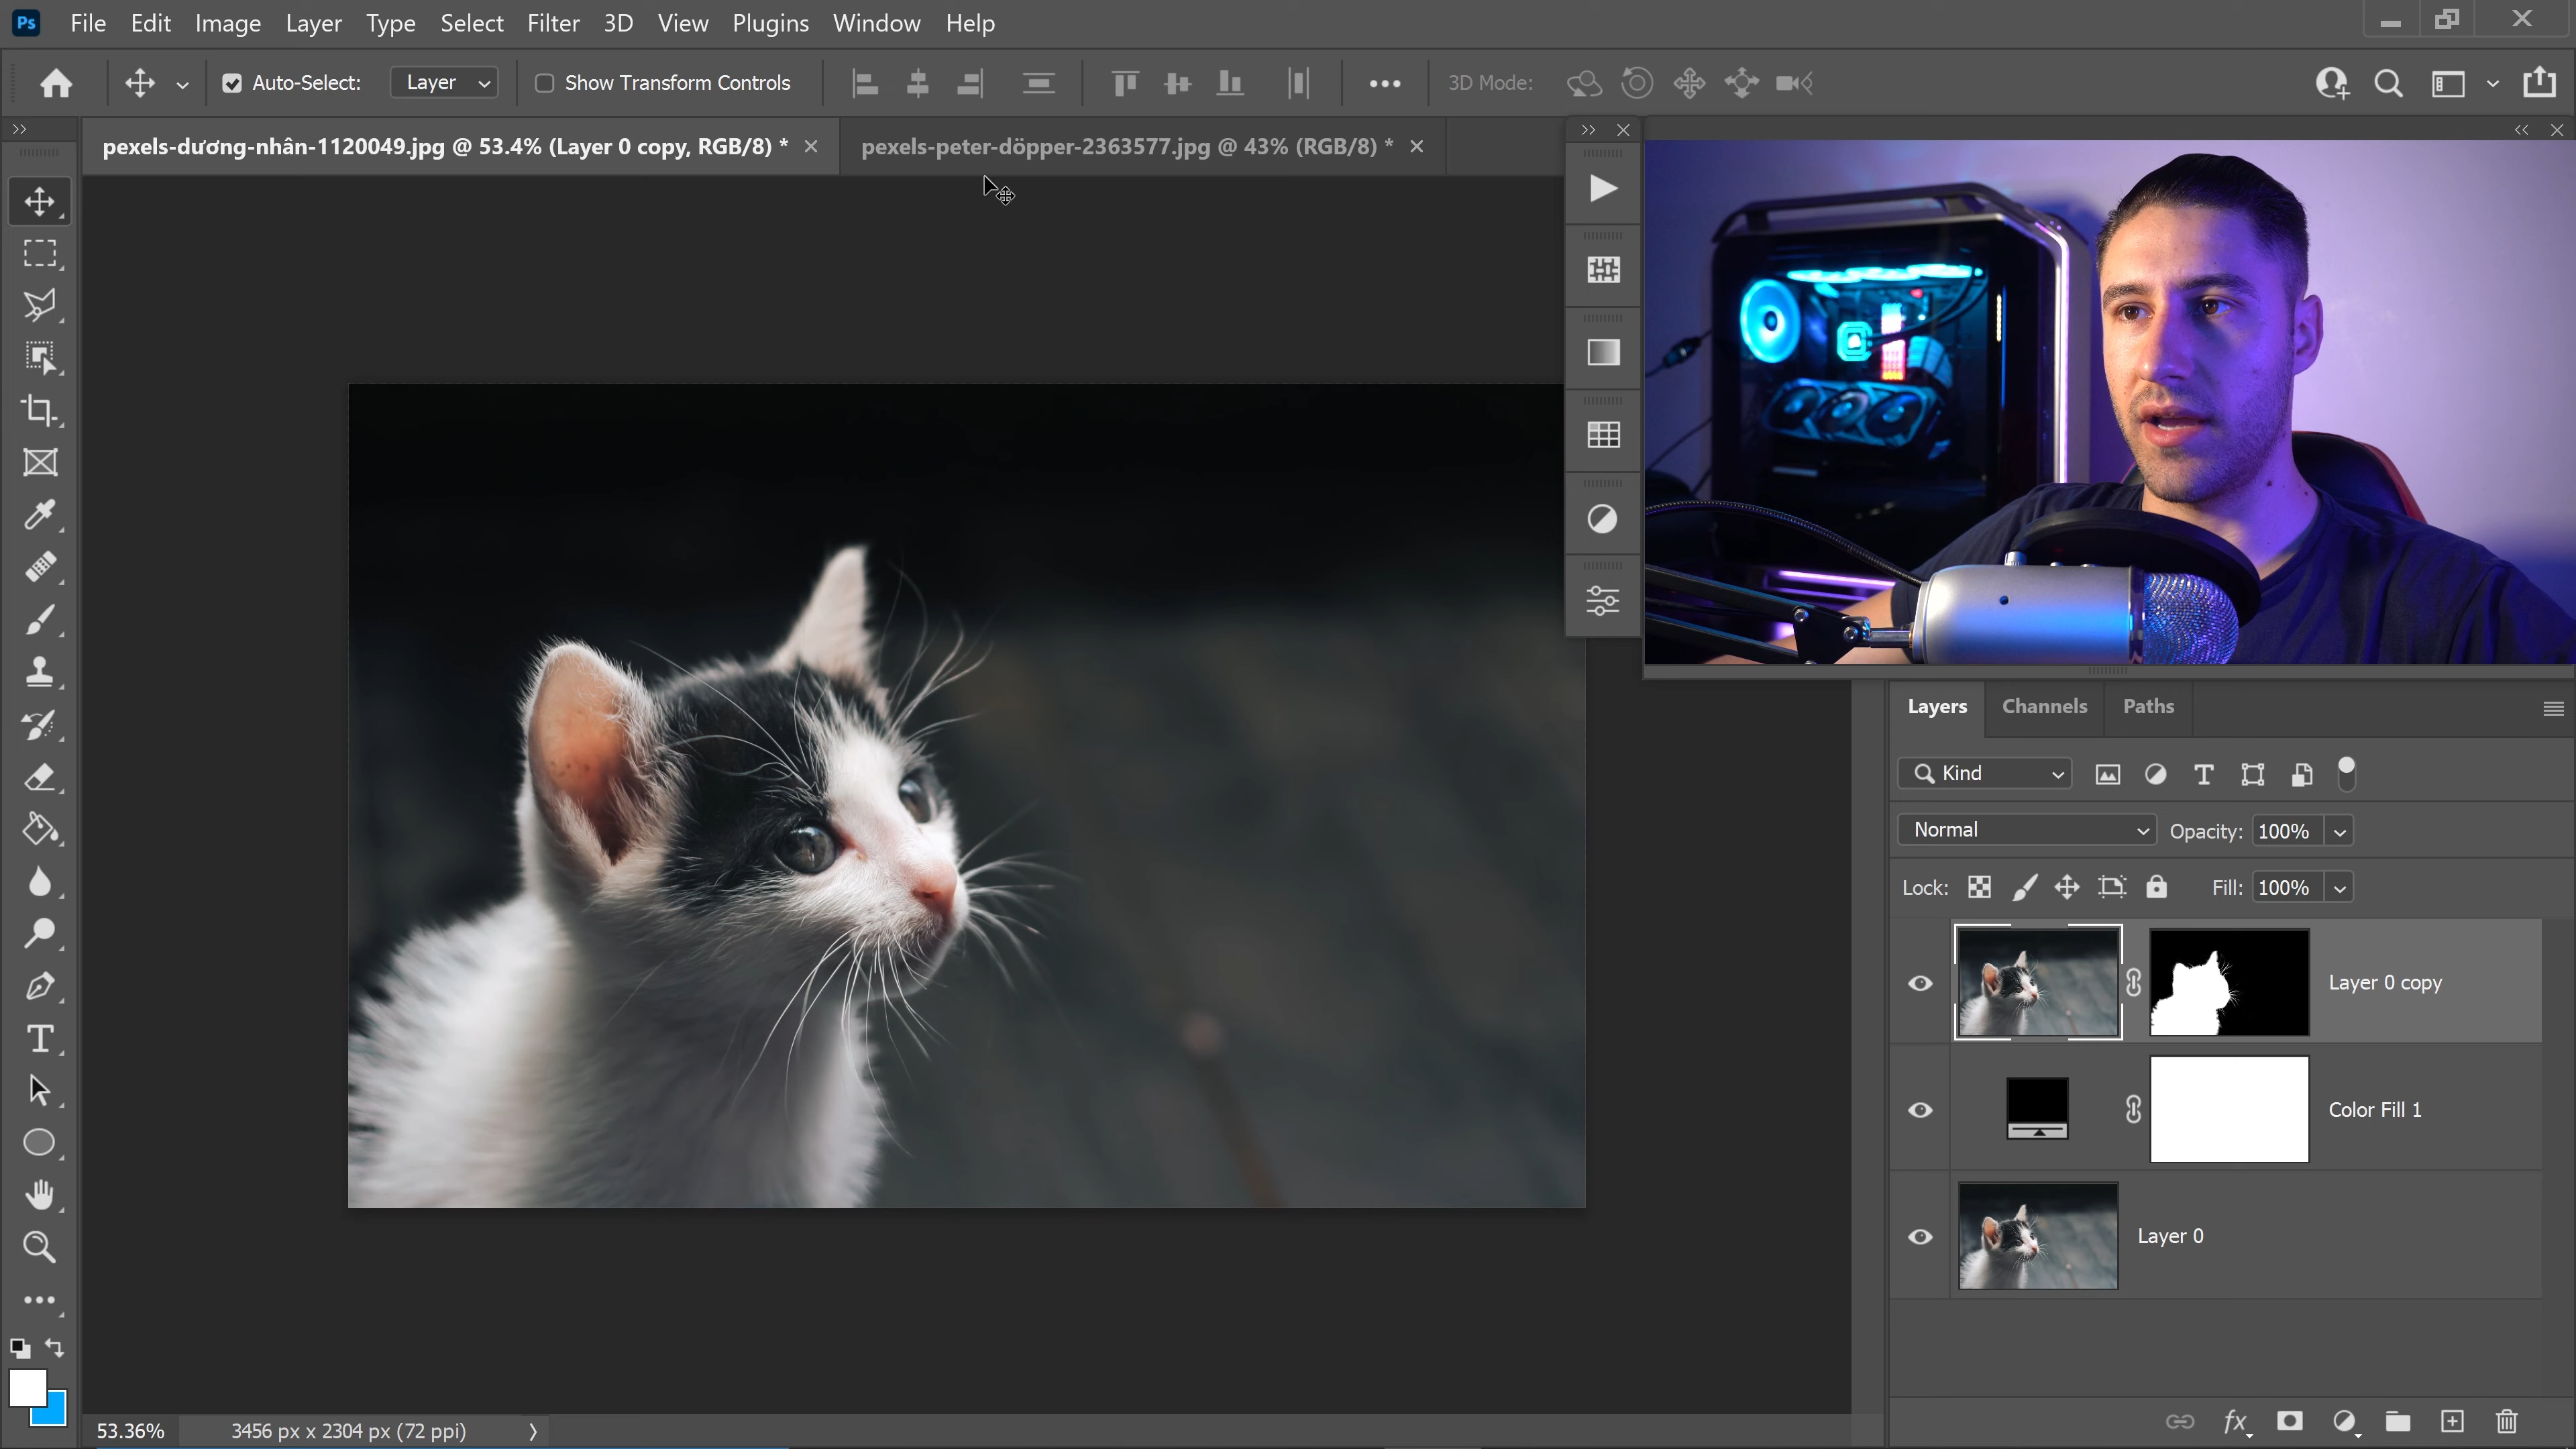 Ps File Edit Image Layer Type Select Filter 3D View Plugins Window Help
Auto-Select: Layer Show Transform Controls 3D Mode:
pexels-dương-nhân-1120049.jpg @ 53.4% (Layer 0 copy, RGB/8) *
pexels-peter-döpper-2363577.jpg @ 43% (RGB/8) *
Layers Channels Paths
Kind
Normal Opacity: 100%
Lock: Fill: 100%
Layer 0 copy
Color Fill 1
Layer 0
fx
53.36% 3456 px x 2304 px (72 ppi)